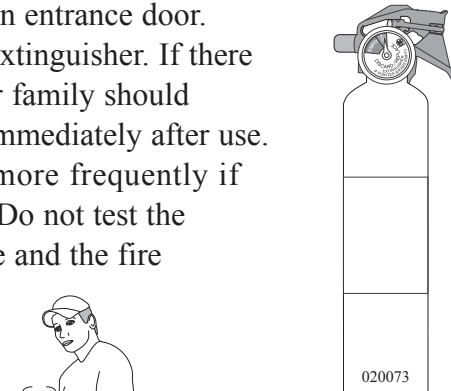 n entrance door.
xtinguisher. If there
r family should
mmediately after use.
more frequently if
Do not test the
e and the fire
020073